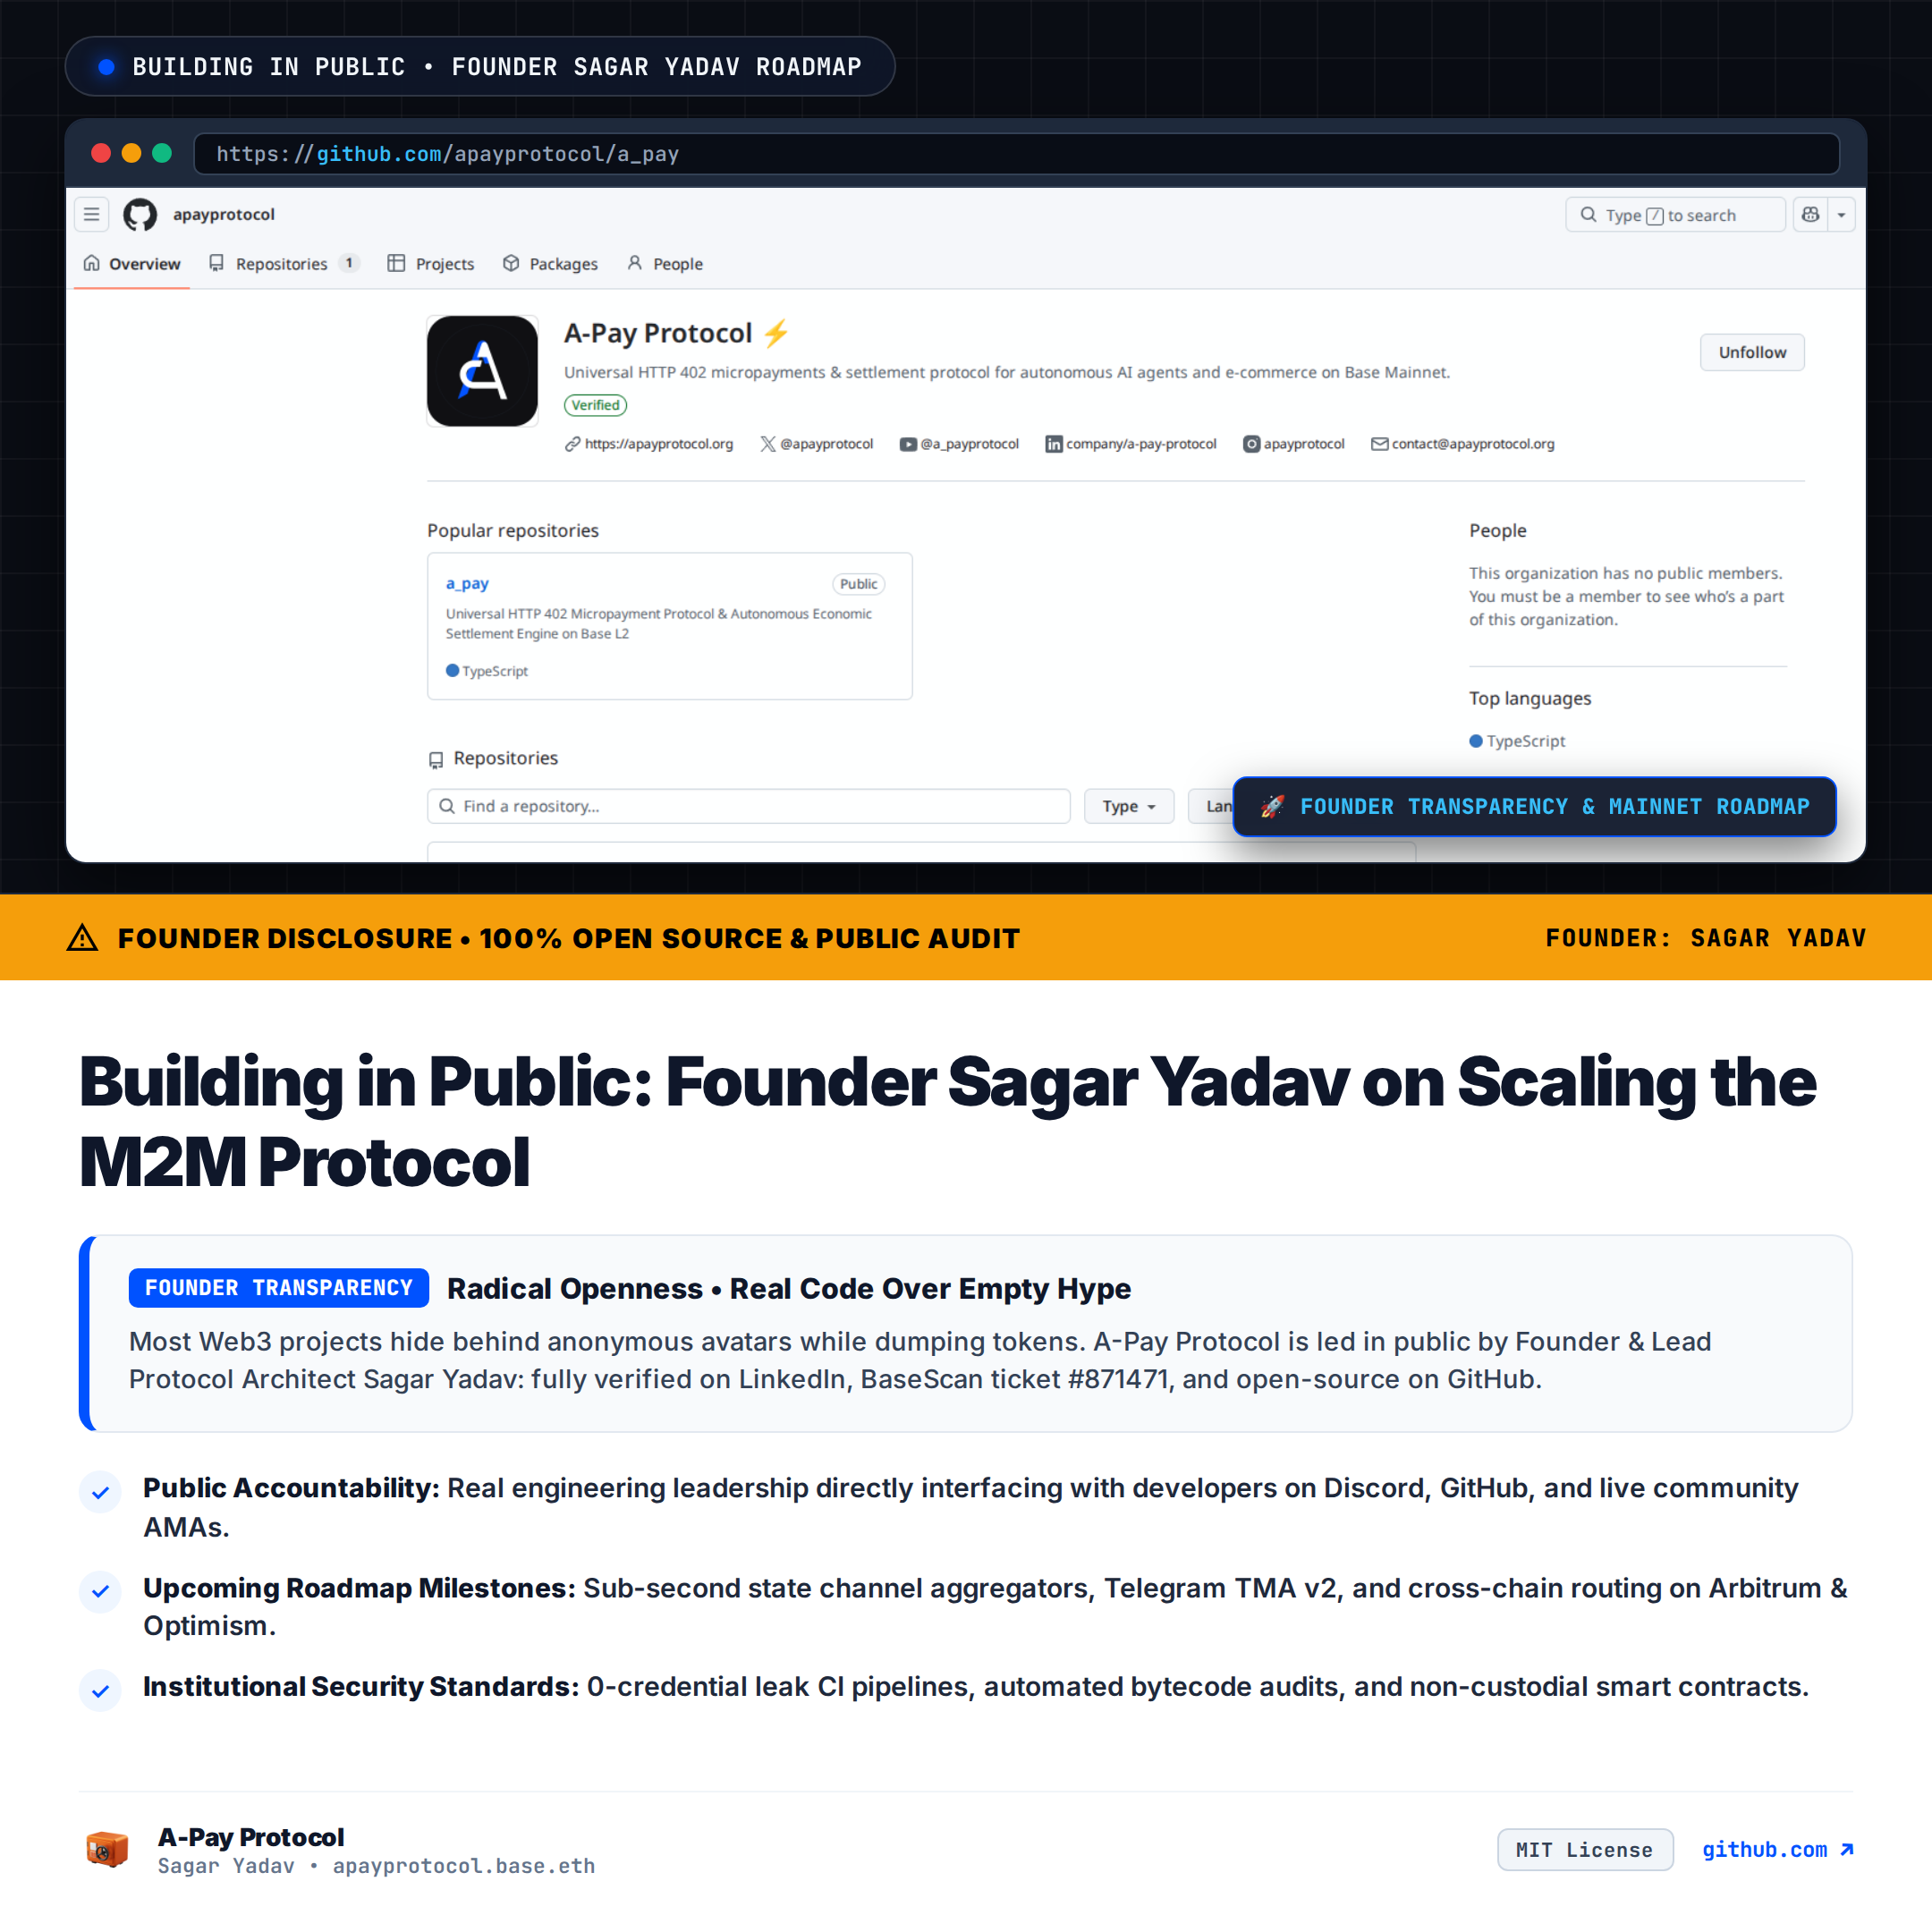 BUILDING IN PUBLIC • FOUNDER SAGAR YADAV ROADMAP
https://github.com/apayprotocol/a_pay
apayprotocol
Type / to search
Overview
Repositories 1
Projects
Packages
People
A-Pay Protocol ⚡
Unfollow
Universal HTTP 402 micropayments & settlement protocol for autonomous AI agents and e-commerce on Base Mainnet.
Verified
https://apayprotocol.org
@apayprotocol
@a_payprotocol
company/a-pay-protocol
apayprotocol
contact@apayprotocol.org
Popular repositories
a_pay
Public
Universal HTTP 402 Micropayment Protocol & Autonomous Economic
Settlement Engine on Base L2
TypeScript
People
This organization has no public members.
You must be a member to see who's a part
of this organization.
Top languages
TypeScript
Repositories
Find a repository...
Type
Lan
🚀 FOUNDER TRANSPARENCY & MAINNET ROADMAP
⚠ FOUNDER DISCLOSURE • 100% OPEN SOURCE & PUBLIC AUDIT
FOUNDER: SAGAR YADAV
Building in Public: Founder Sagar Yadav on Scaling the
M2M Protocol
FOUNDER TRANSPARENCY
Radical Openness • Real Code Over Empty Hype
Most Web3 projects hide behind anonymous avatars while dumping tokens. A-Pay Protocol is led in public by Founder & Lead
Protocol Architect Sagar Yadav: fully verified on LinkedIn, BaseScan ticket #871471, and open-source on GitHub.
Public Accountability: Real engineering leadership directly interfacing with developers on Discord, GitHub, and live community
AMAs.
Upcoming Roadmap Milestones: Sub-second state channel aggregators, Telegram TMA v2, and cross-chain routing on Arbitrum &
Optimism.
Institutional Security Standards: 0-credential leak CI pipelines, automated bytecode audits, and non-custodial smart contracts.
A-Pay Protocol
Sagar Yadav • apayprotocol.base.eth
MIT License
github.com ↗